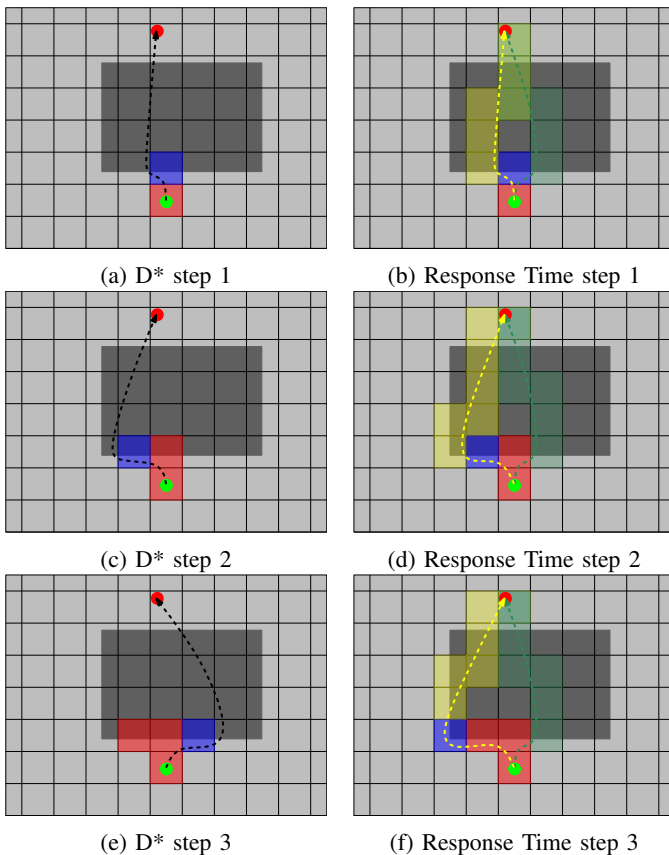 (a) D* step 1
(b) Response Time step 1
(c) D* step 2
(d) Response Time step 2
(e) D* step 3
(f) Response Time step 3